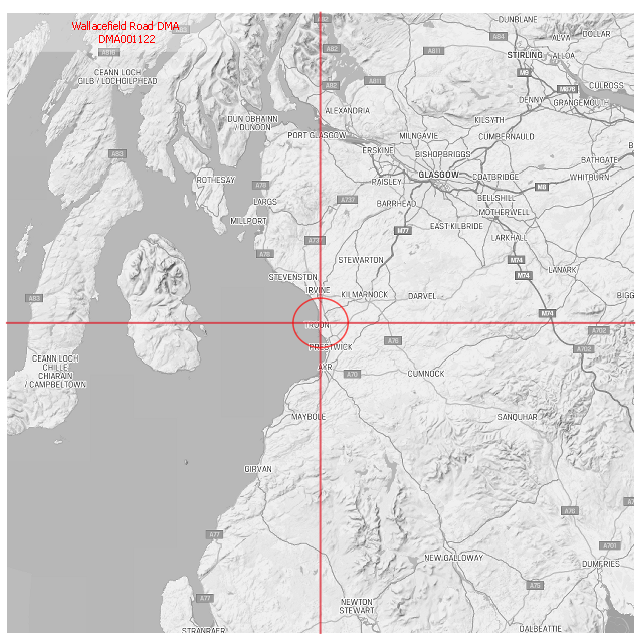 Wallacefield Road DMA
DMA001122
A82
DUNBLANE
A84
ALVA
DOLLAR
A82
A811
STIRLING
ALLOA
CEANN LOCH
GILB / LOCHGILPHEAD
M9
A82
A811
M876
CULROSS
DENNY
GRANGEMOUTH
ALEXANDRIA
DUN OBHAINN
/ DUNOON
KILSYTH
PORT GLASGOW
MILNGAVIE
CUMBERNAULD
A83
ERSKINE
BISHOPBRIGGS
BATHGATE
ROTHESAY
PAISLEY
GLASGOW
COATBRIDGE
M8
WHITBURN
A78
LARGS
A737
BARRHEAD
BELLSHILL
MOTHERWELL
MILLPORT
M77
EAST KILBRIDE
LARKHALL
A78
A737
STEWARTON
M74
LANARK
STEVENSTON
M74
IRVINE
KILMARNOCK
DARVEL
BIGG
A83
M74
TROON
A702
A76
PRESTWICK
A702
CEANN LOCH
CHILLE
CHIARAIN
/ CAMPBELTOWN
AYR
A70
CUMNOCK
MAYBOLE
SANQUHAR
GIRVAN
A76
A77
A701
NEW GALLOWAY
DUMFRIES
A75
A77
NEWTON
STEWART
STRANRAER
DALBEATTIE